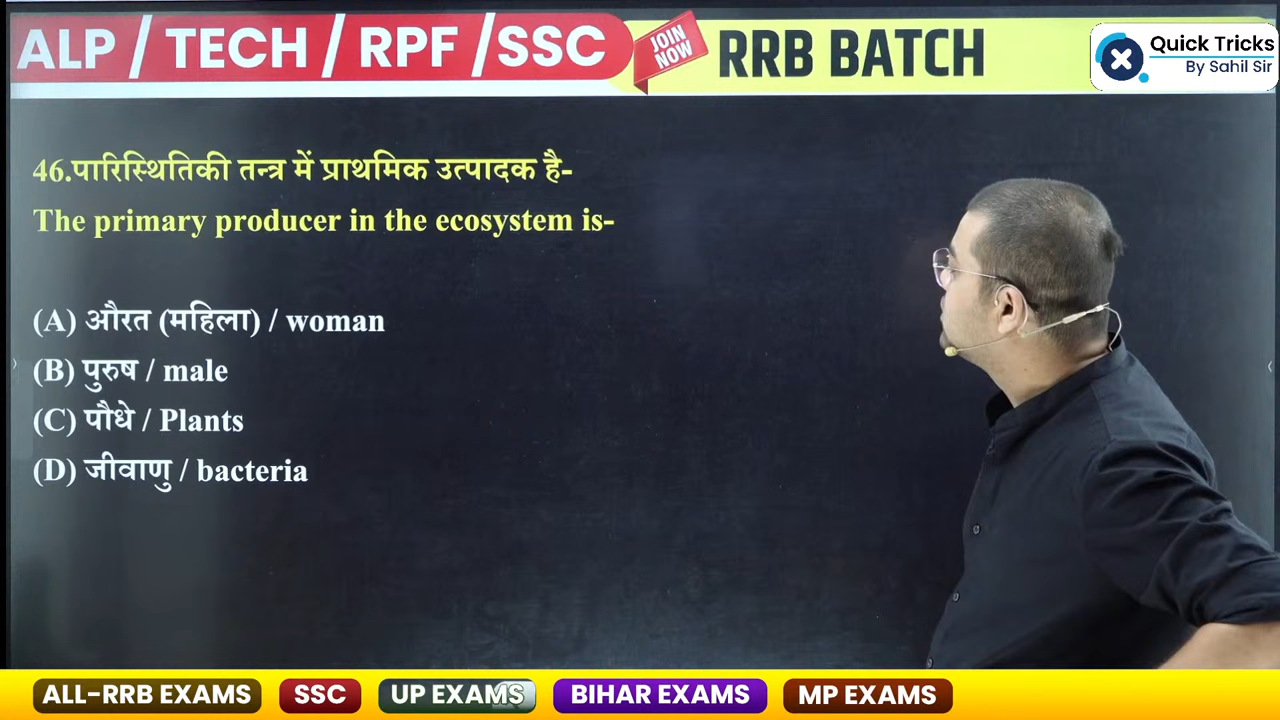 ALP / TECH / RPF / SSC
JOIN NOW
RRB BATCH
Quick Tricks
By Sahil Sir
46.पारिस्थितिकी तन्त्र में प्राथमिक उत्पादक है-
The primary producer in the ecosystem is-
(A) औरत (महिला) / woman
(B) पुरुष / male
(C) पौधे / Plants
(D) जीवाणु / bacteria
ALL-RRB EXAMS SSC UP EXAMS BIHAR EXAMS MP EXAMS